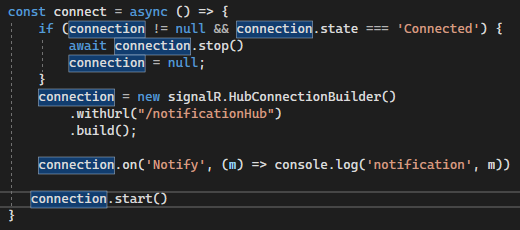 const connect = async () => {
    if (connection != null && connection.state === 'Connected') {
        await connection.stop()
        connection = null;
    }
    connection = new signalR.HubConnectionBuilder()
        .withUrl("/notificationHub")
        .build();
    connection.on('Notify', (m) => console.log('notification', m))
    connection.start()
}